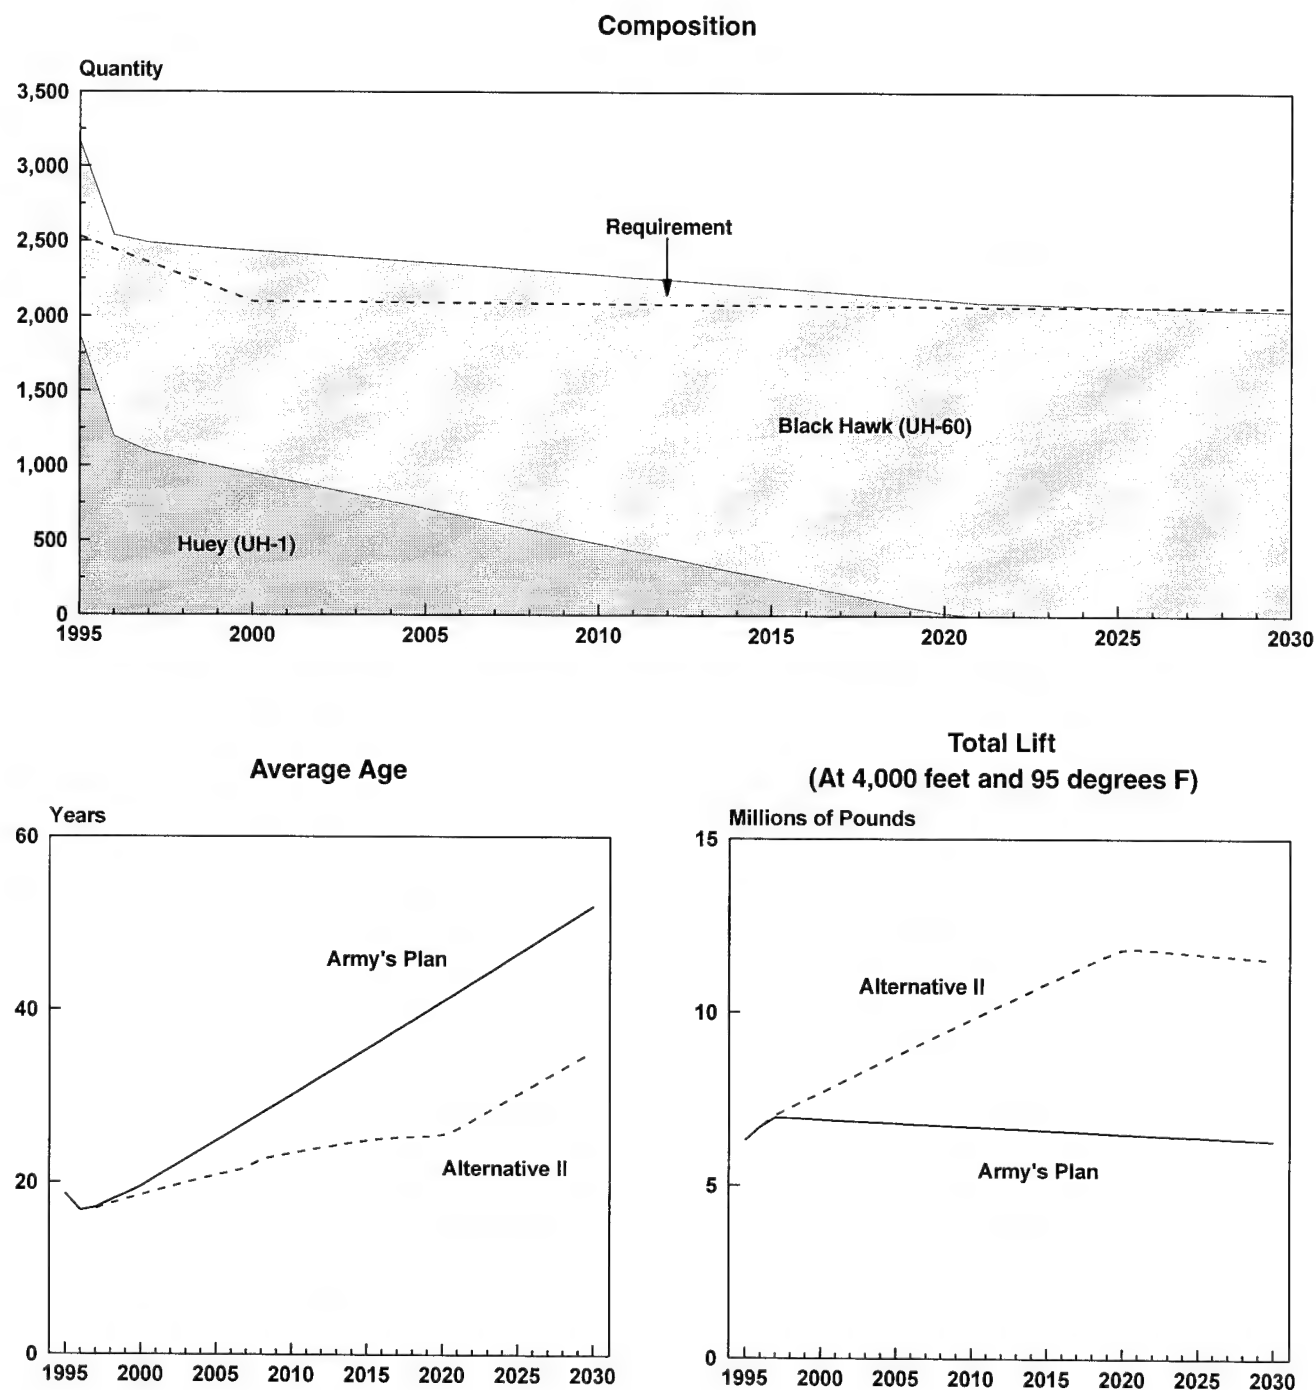 Composition
Quantity
3,500
3,000
2,500
2,000
1,500
1,000
500
0
Requirement
Black Hawk (UH-60)
Huey (UH-1)
1995 2000 2005 2010 2015 2020 2025 2030
Average Age
Years
60
40
20
0
Army's Plan
Alternative II
1995 2000 2005 2010 2015 2020 2025 2030
Total Lift
(At 4,000 feet and 95 degrees F)
Millions of Pounds
15
10
5
0
Alternative II
Army's Plan
1995 2000 2005 2010 2015 2020 2025 2030